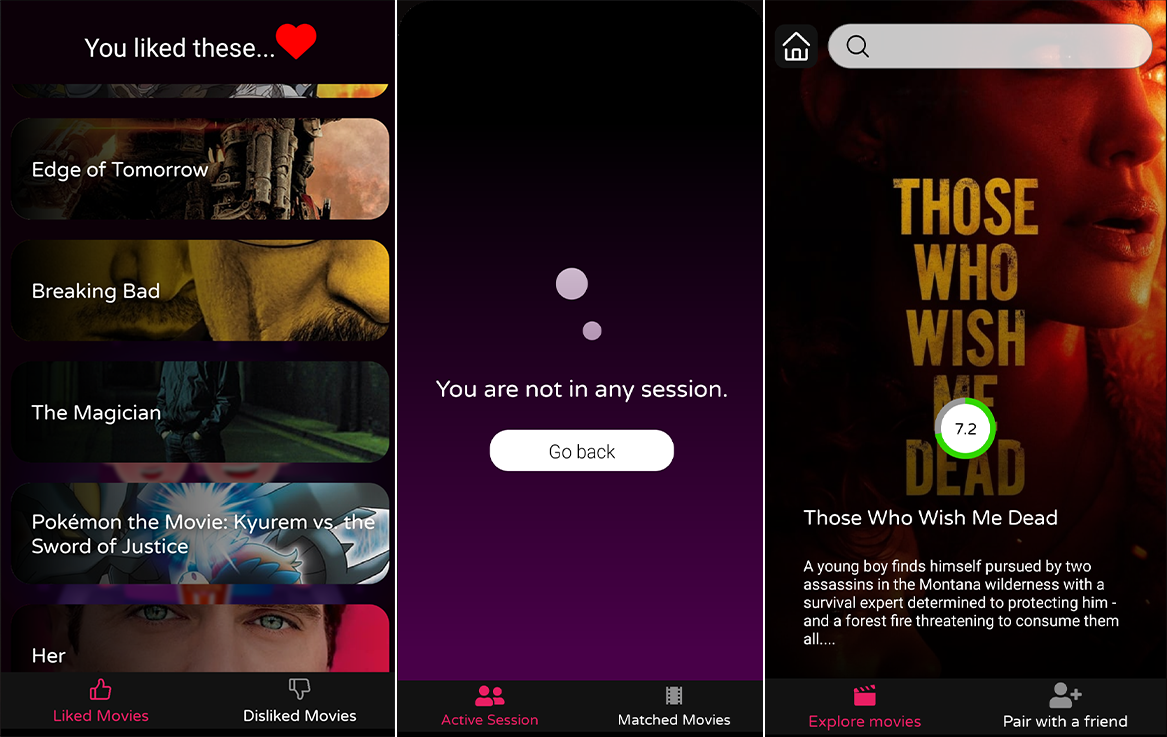 You liked these...
Edge of Tomorrow
Breaking Bad
The Magician
Pokémon the Movie: Kyurem vs. the
Sword of Justice
Her
Liked Movies
Disliked Movies
You are not in any session.
Go back
Active Session
Matched Movies
THOSE
WHO
WISH
ME
7.2
DEAD
Those Who Wish Me Dead
A young boy finds himself pursued by two
assassins in the Montana wilderness with a
survival expert determined to protecting him -
and a forest fire threatening to consume them
all....
Explore movies
Pair with a friend